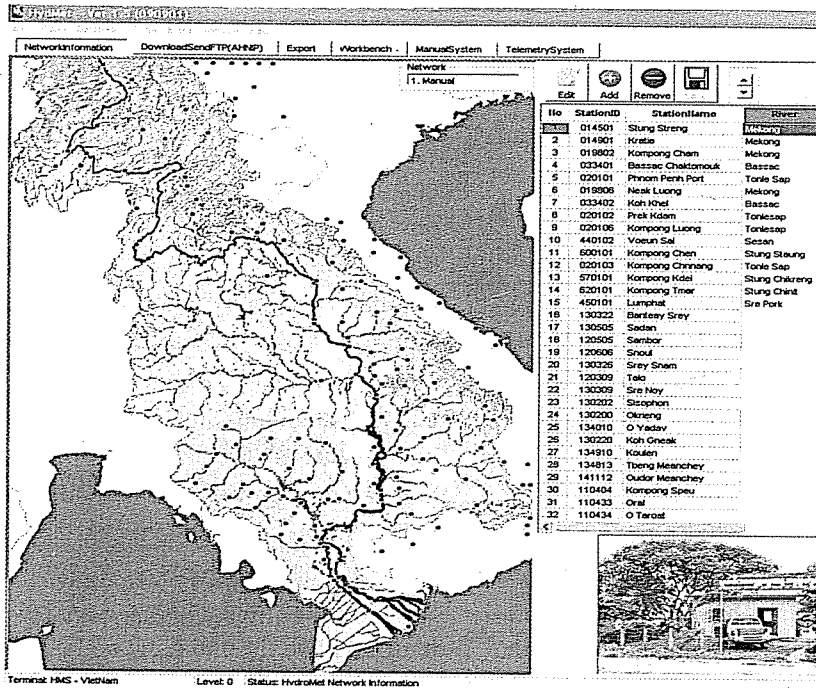 NetworkInformation DownloadSendFTP(AHNIP) Export Workbench ManualSystem TelemetrySystem
Network
1. Manual
Edit Add Remove
No StationID StationName River
1 014501 Stung Streng Mekong
2 014901 Kratie Mekong
3 019802 Kompong Cham Mekong
4 033401 Bassac Chaktomouk Bassac
5 020101 Phnom Penh Port Tonle Sap
6 019806 Neak Luong Mekong
7 033402 Koh Khel Bassac
8 020102 Prek Kdam Tonlesap
9 020106 Kompong Luong Tonlesap
10 440102 Voeun Sai Sesan
11 600101 Kompong Chen Stung Staung
12 020103 Kompong Chnnang Tonle Sap
13 570101 Kompong Kdei Stung Chikreng
14 620101 Kompong Tmar Stung Chinit
15 450101 Lumphat Sre Pork
16 130322 Banteay Srey
17 130505 Sadan
18 120505 Sambor
19 120606 Snoul
20 130326 Srey Snam
21 120309 Talo
22 130309 Sre Noy
23 130202 Sisophon
24 130200 Okrieng
25 134010 O Yadav
26 130220 Koh Gneak
27 134910 Koulen
28 134813 Tbeng Meanchey
29 141112 Oudor Meanchey
30 110404 Kompong Speu
31 110433 Oral
32 110434 O Taroat
Terminal: HMS - VietNam Level: 0 Status: HydroMet Network Information